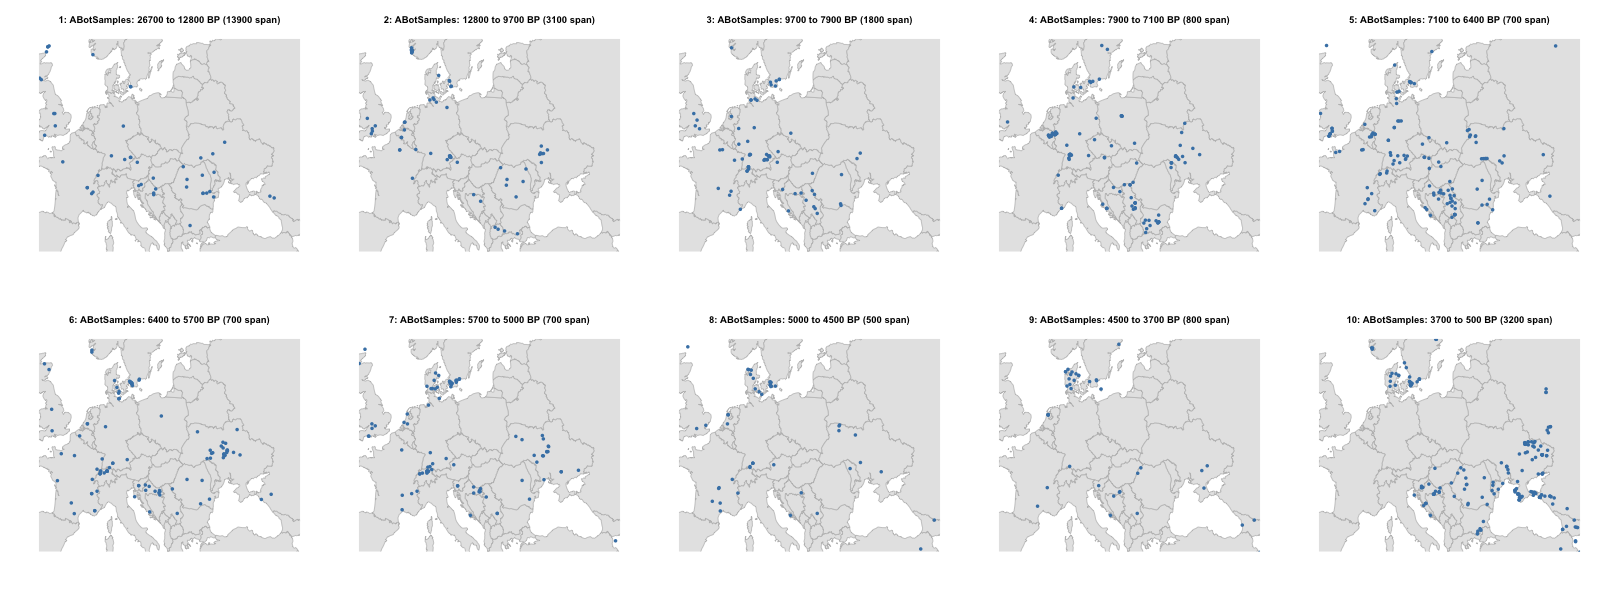 1: ABotSamples: 26700 to 12800 BP (13900 span)
2: ABotSamples: 12800 to 9700 BP (3100 span)
3: ABotSamples: 9700 to 7900 BP (1800 span)
4: ABotSamples: 7900 to 7100 BP (800 span)
5: ABotSamples: 7100 to 6400 BP (700 span)
6: ABotSamples: 6400 to 5700 BP (700 span)
7: ABotSamples: 5700 to 5000 BP (700 span)
8: ABotSamples: 5000 to 4500 BP (500 span)
9: ABotSamples: 4500 to 3700 BP (800 span)
10: ABotSamples: 3700 to 500 BP (3200 span)